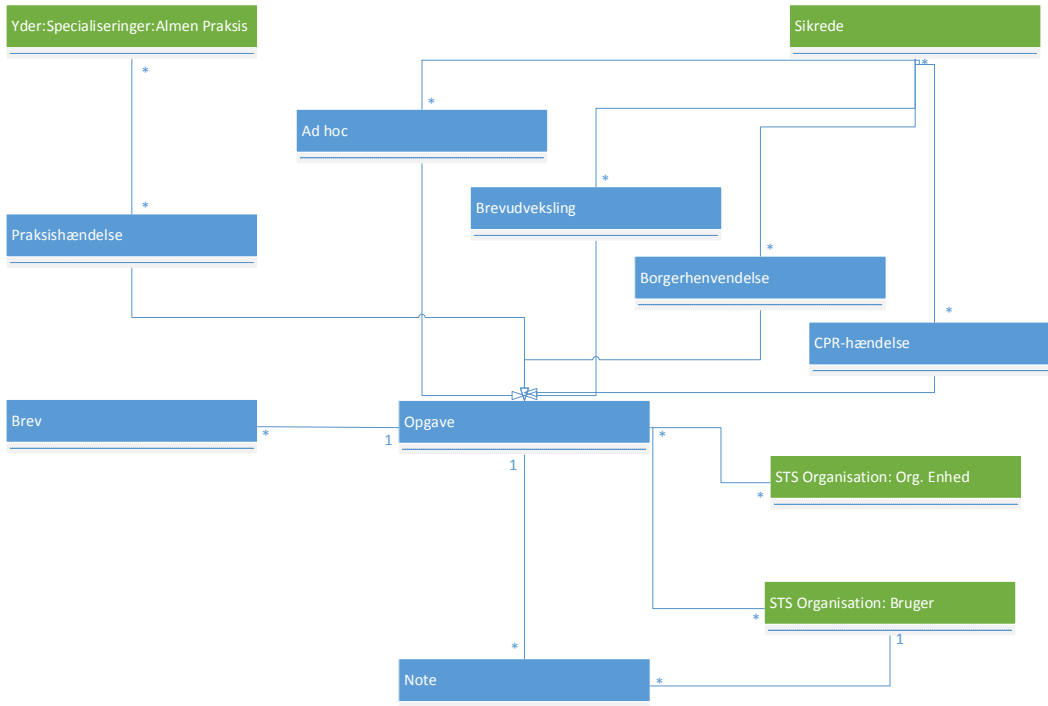 Yder:Specialiseringer:Almen Praksis
Sikrede
*
*
*
Ad hoc
*
Brevudveksling
*
Praksishændelse
*
Borgerhenvendelse
*
CPR-hændelse
Brev
*
1
Opgave
*
1
STS Organisation: Org. Enhed
*
STS Organisation: Bruger
*
1
*
Note
*